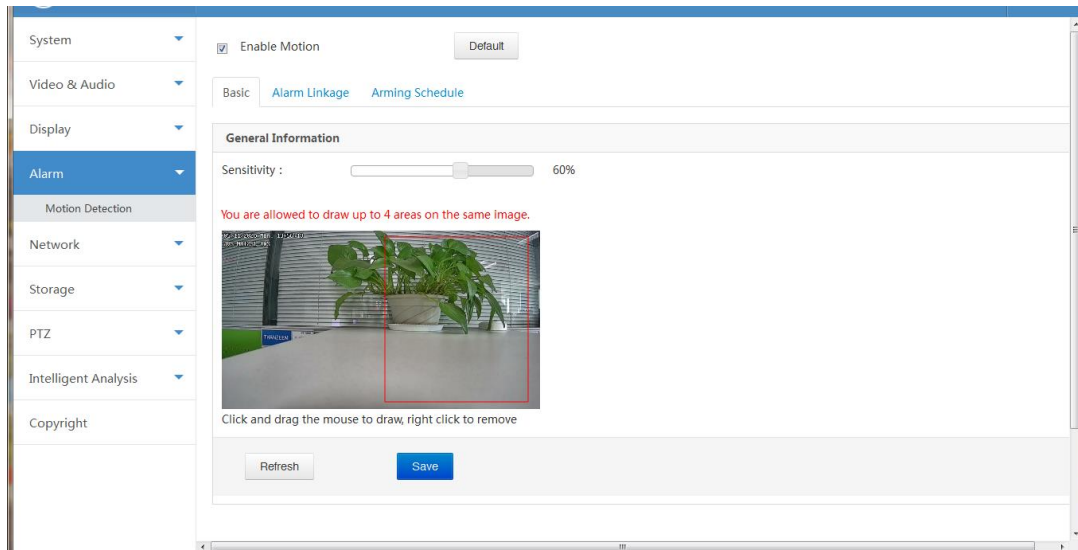 System
Video & Audio
Display
Alarm
Motion Detection
Network
Storage
PTZ
Intelligent Analysis
Copyright
Enable Motion
Default
Basic
Alarm Linkage
Arming Schedule
General Information
Sensitivity :
60%
You are allowed to draw up to 4 areas on the same image.
Click and drag the mouse to draw, right click to remove
Refresh
Save